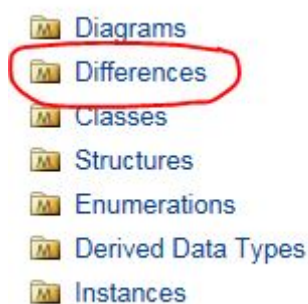 Diagrams
Differences
Classes
Structures
Enumerations
Derived Data Types
Instances